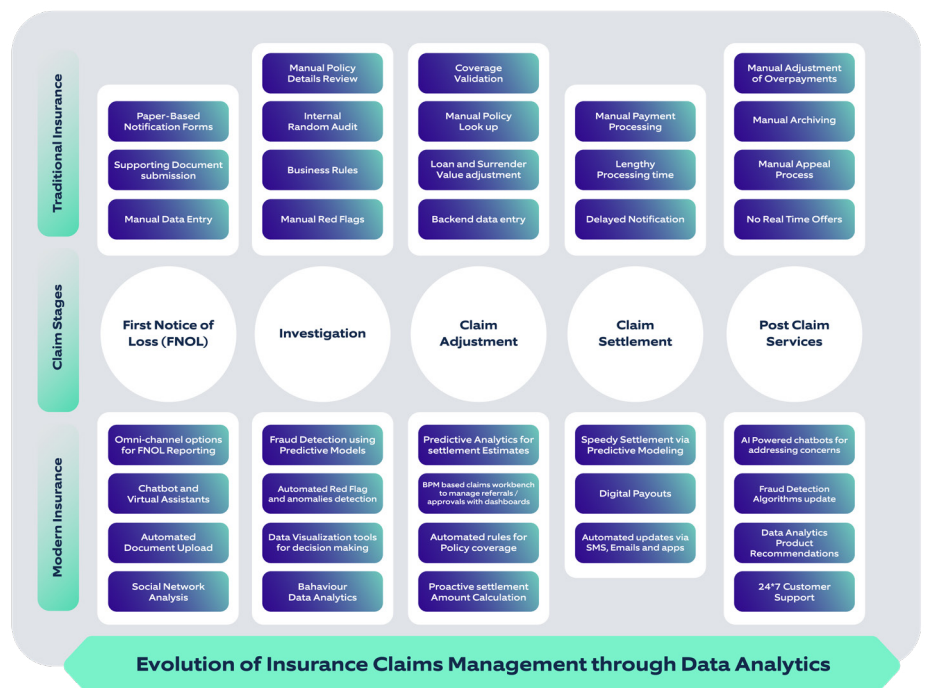 Traditional Insurance
Paper-Based
Notification Forms
Supporting Document
submission
Manual Data Entry
Manual Policy
Details Review
Internal
Random Audit
Business Rules
Manual Red Flags
Coverage
Validation
Manual Policy
Look up
Loan and Surrender
Value adjustment
Backend data entry
Manual Payment
Processing
Lengthy
Processing time
Delayed Notification
Manual Adjustment
of Overpayments
Manual Archiving
Manual Appeal
Process
No Real Time Offers
Claim Stages
First Notice of
Loss (FNOL)
Investigation
Claim
Adjustment
Claim
Settlement
Post Claim
Services
Modern Insurance
Omni-channel options
for FNOL Reporting
Chatbot and
Virtual Assistants
Automated
Document Upload
Social Network
Analysis
Fraud Detection using
Predictive Models
Automated Red Flag
and anomalies detection
Data Visualization tools
for decision making
Bahaviour
Data Analytics
Predictive Analytics for
settlement Estimates
BPM based claims workbench
to manage referrals /
approvals with dashboards
Automated rules for
Policy coverage
Proactive settlement
Amount Calculation
Speedy Settlement via
Predictive Modeling
Digital Payouts
Automated updates via
SMS, Emails and apps
AI Powered chatbots for
addressing concerns
Fraud Detection
Algorithms update
Data Analytics
Product
Recommendations
24*7 Customer
Support
Evolution of Insurance Claims Management through Data Analytics